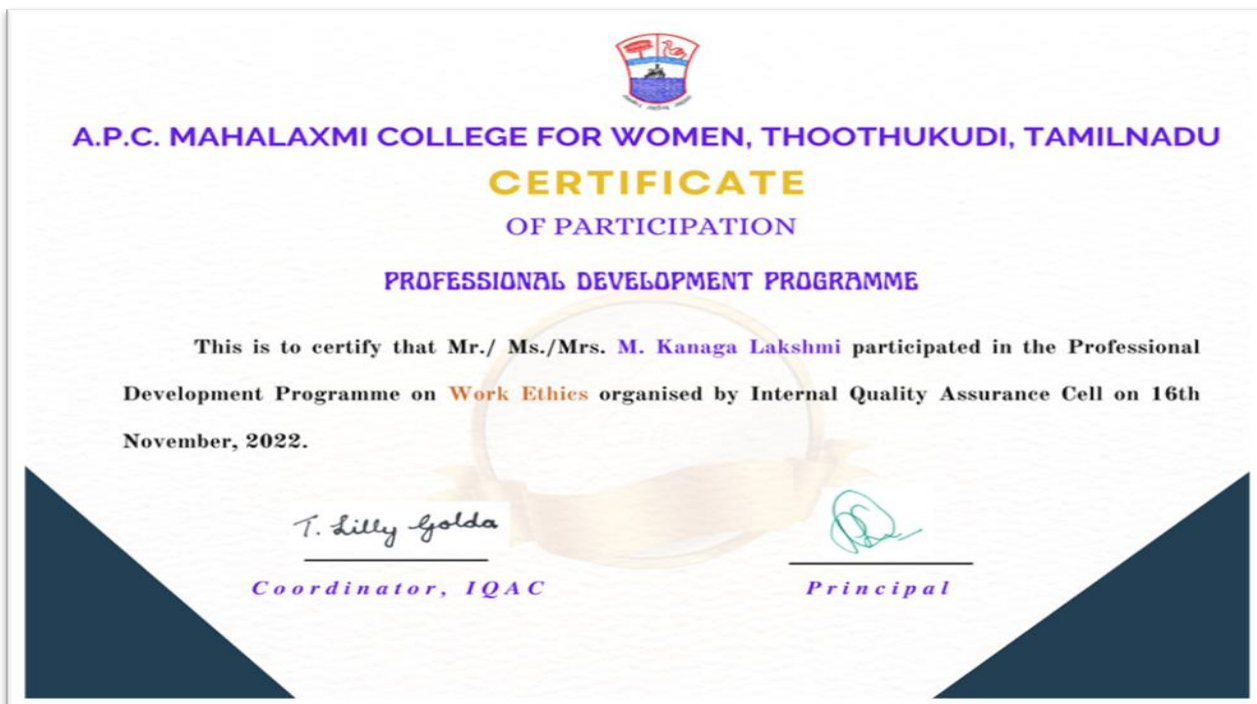 A.P.C. MAHALAXMI COLLEGE FOR WOMEN, THOOTHUKUDI, TAMILNADU
CERTIFICATE
OF PARTICIPATION
PROFESSIONAL DEVELOPMENT PROGRAMME
This is to certify that Mr./ Ms./Mrs. M. Kanaga Lakshmi participated in the Professional
Development Programme on Work Ethics organised by Internal Quality Assurance Cell on 16th
November, 2022.
T. Lilly Golda
Coordinator, IQAC
Principal